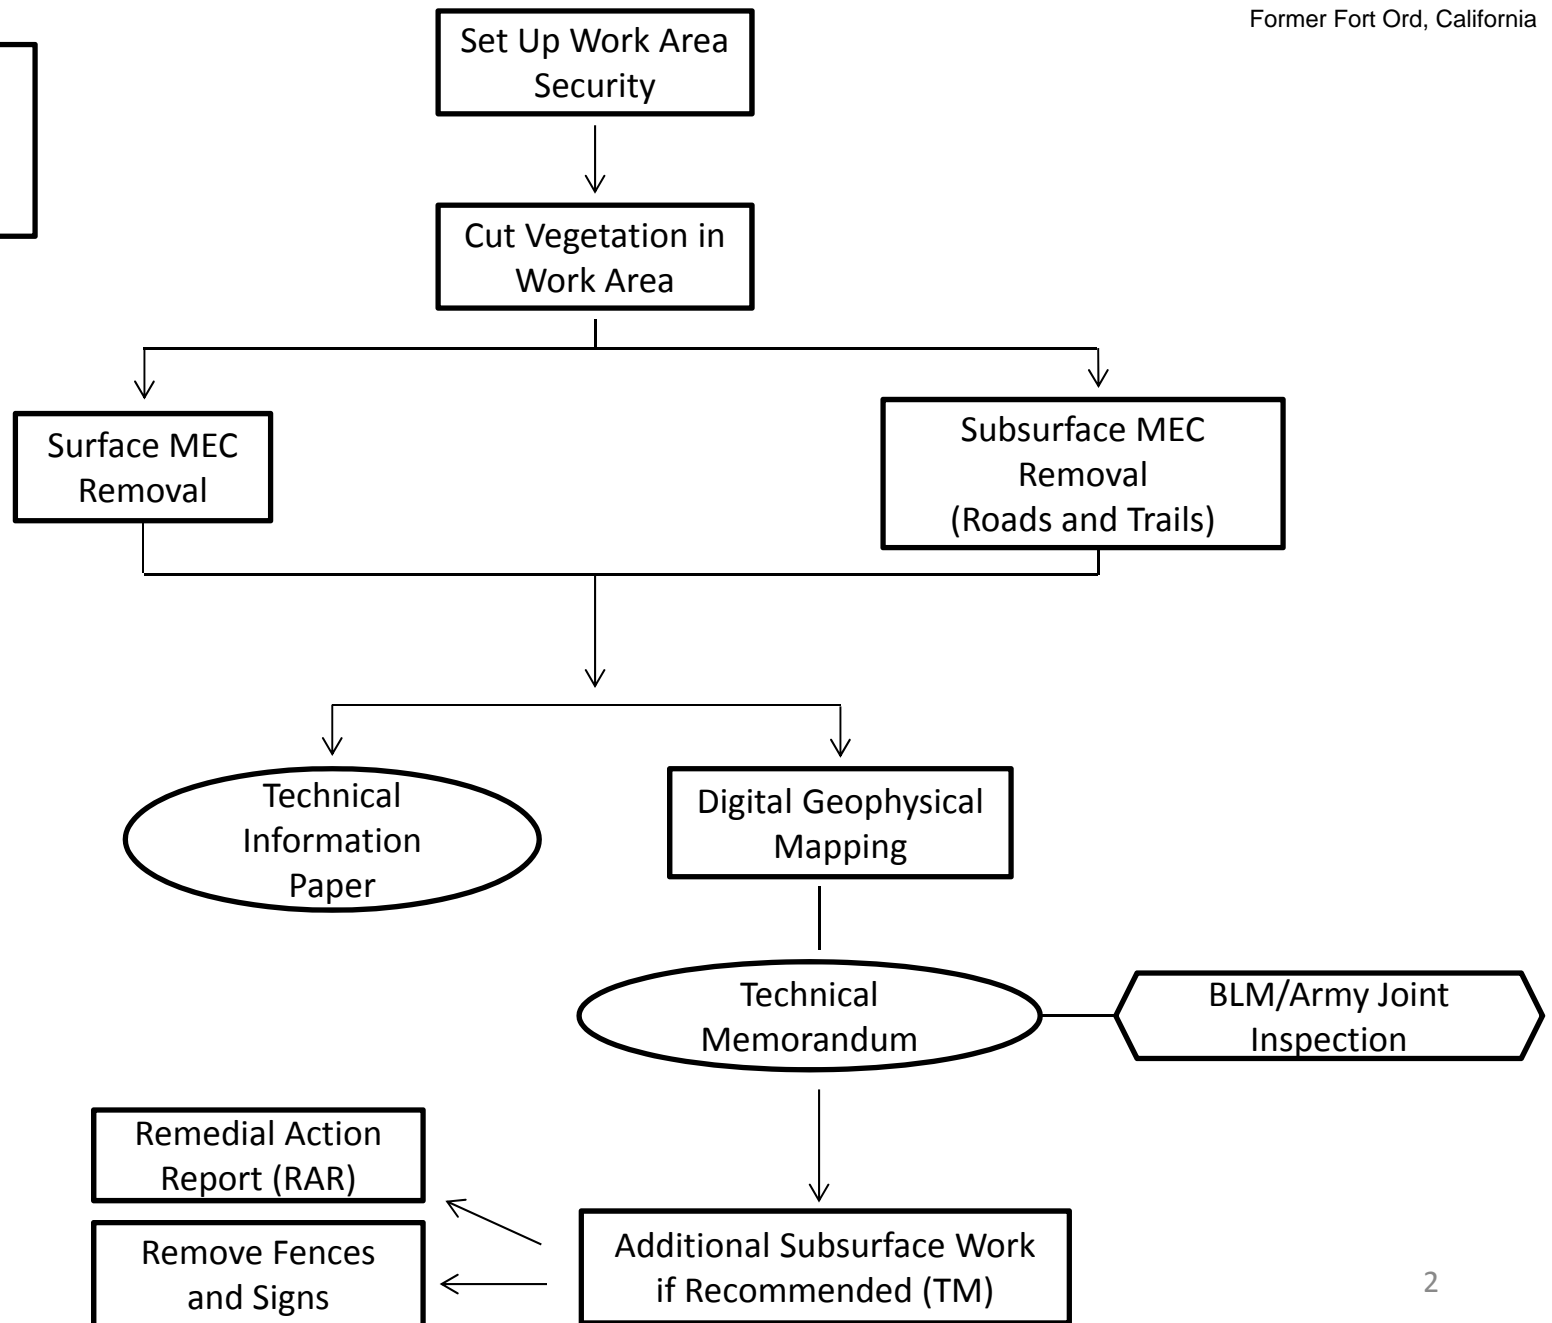 Former Fort Ord, California
Set Up Work Area
Security
Cut Vegetation in
Work Area
Surface MEC
Removal
Subsurface MEC
Removal
(Roads and Trails)
Technical
Information
Paper
Digital Geophysical
Mapping
Technical
Memorandum
BLM/Army Joint
Inspection
Remedial Action
Report (RAR)
Remove Fences
and Signs
Additional Subsurface Work
if Recommended (TM)
2